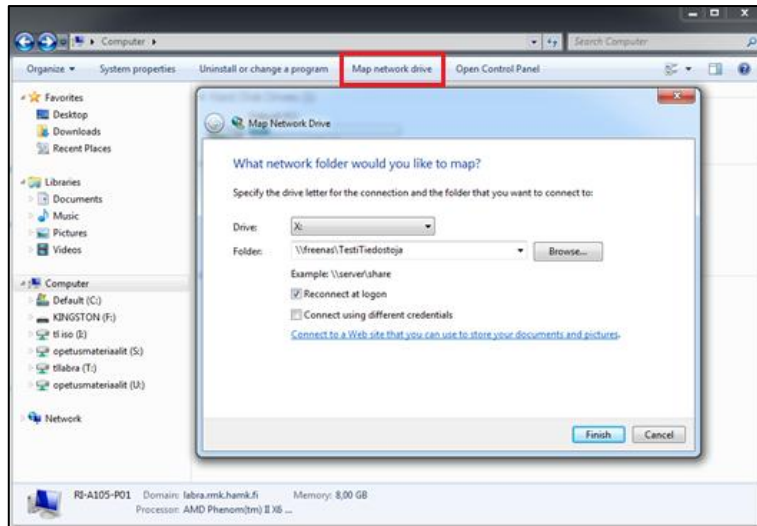 Computer
Search Computer
Organize
System properties
Uninstall or change a program
Map network drive
Open Control Panel
Favorites
Desktop
Downloads
Recent Places
Libraries
Documents
Music
Pictures
Videos
Computer
Default (C:)
KINGSTON (F:)
tl iso (I:)
opetusmateriaalit (S:)
tllabra (T:)
opetusmateriaalit (U:)
Network
Map Network Drive
What network folder would you like to map?
Specify the drive letter for the connection and the folder that you want to connect to:
Drive: X:
Folder: \\freenas\TestiTiedostoja Browse...
Example: \\server\share
Reconnect at logon
Connect using different credentials
Connect to a Web site that you can use to store your documents and pictures.
Finish Cancel
RI-A105-P01 Domain: labra.rmk.hamk.fi Memory: 8,00 GB
Processor: AMD Phenom(tm) II X6 ...